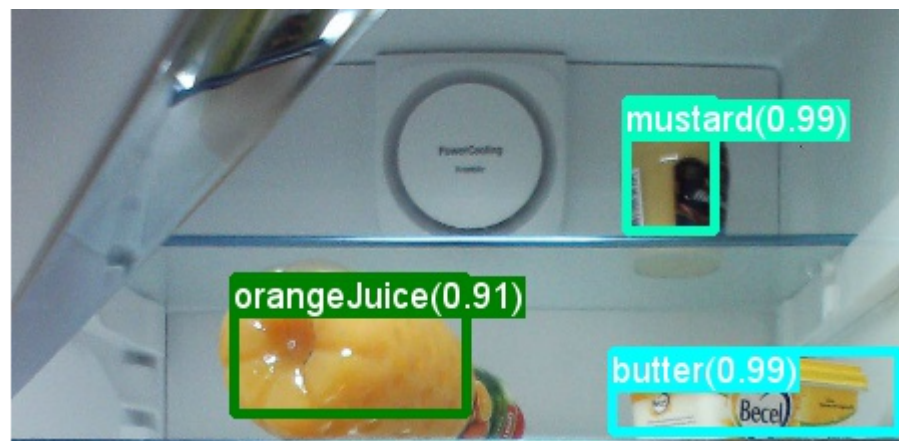 mustard(0.99)
PowerCooling
orangeJuice(0.91)
butter(0.99)
Becel